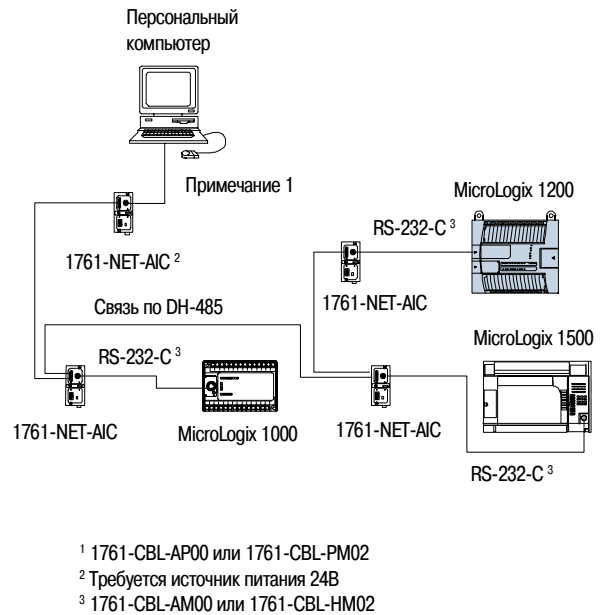 Персональный
компьютер
Примечание 1
MicroLogix 1200
RS-232-C ³
1761-NET-AIC ²
1761-NET-AIC
Связь по DH-485
MicroLogix 1500
RS-232-C ³
1761-NET-AIC
MicroLogix 1000
1761-NET-AIC
RS-232-C ³
¹ 1761-CBL-AP00 или 1761-CBL-PM02
² Требуется источник питания 24В
³ 1761-CBL-AM00 или 1761-CBL-HM02